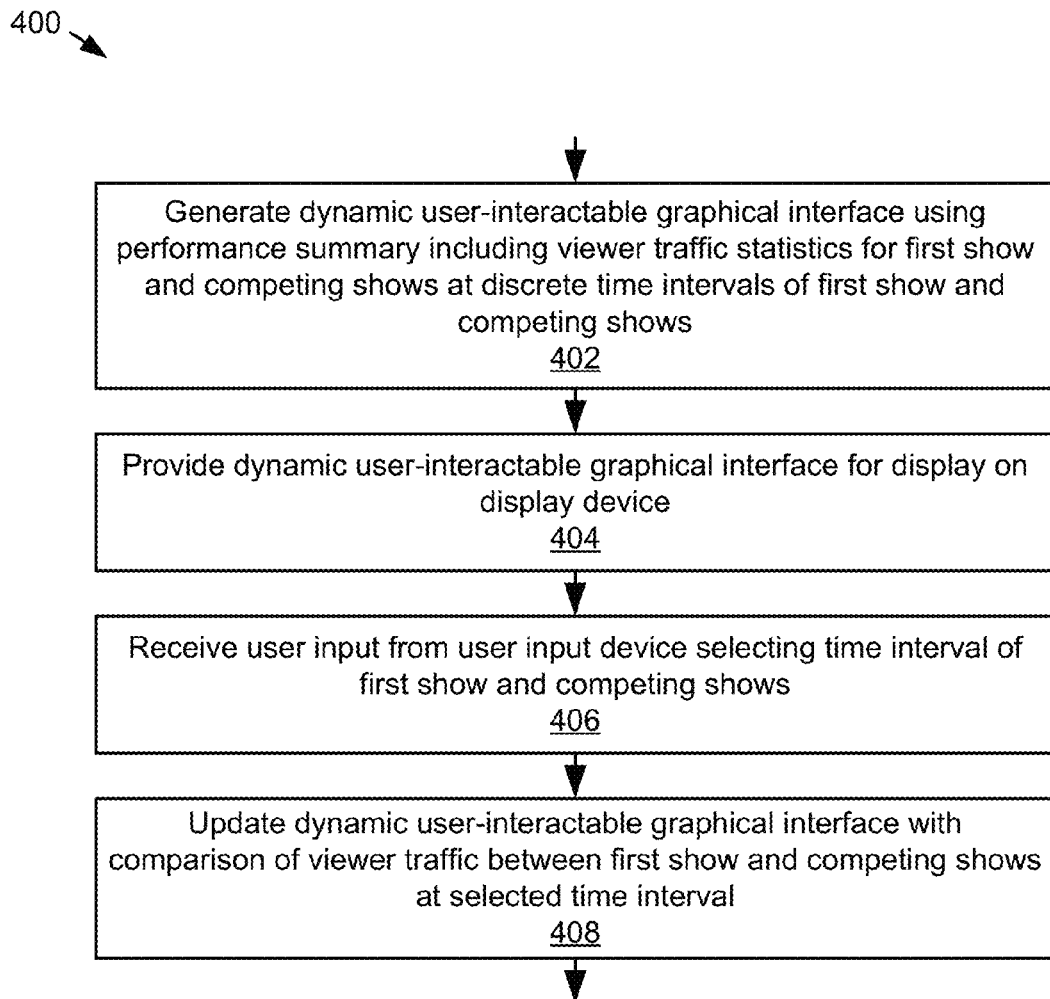 400
Generate dynamic user-interactable graphical interface using
performance summary including viewer traffic statistics for first show
and competing shows at discrete time intervals of first show and
competing shows
402
Provide dynamic user-interactable graphical interface for display on
display device
404
Receive user input from user input device selecting time interval of
first show and competing shows
406
Update dynamic user-interactable graphical interface with
comparison of viewer traffic between first show and competing shows
at selected time interval
408